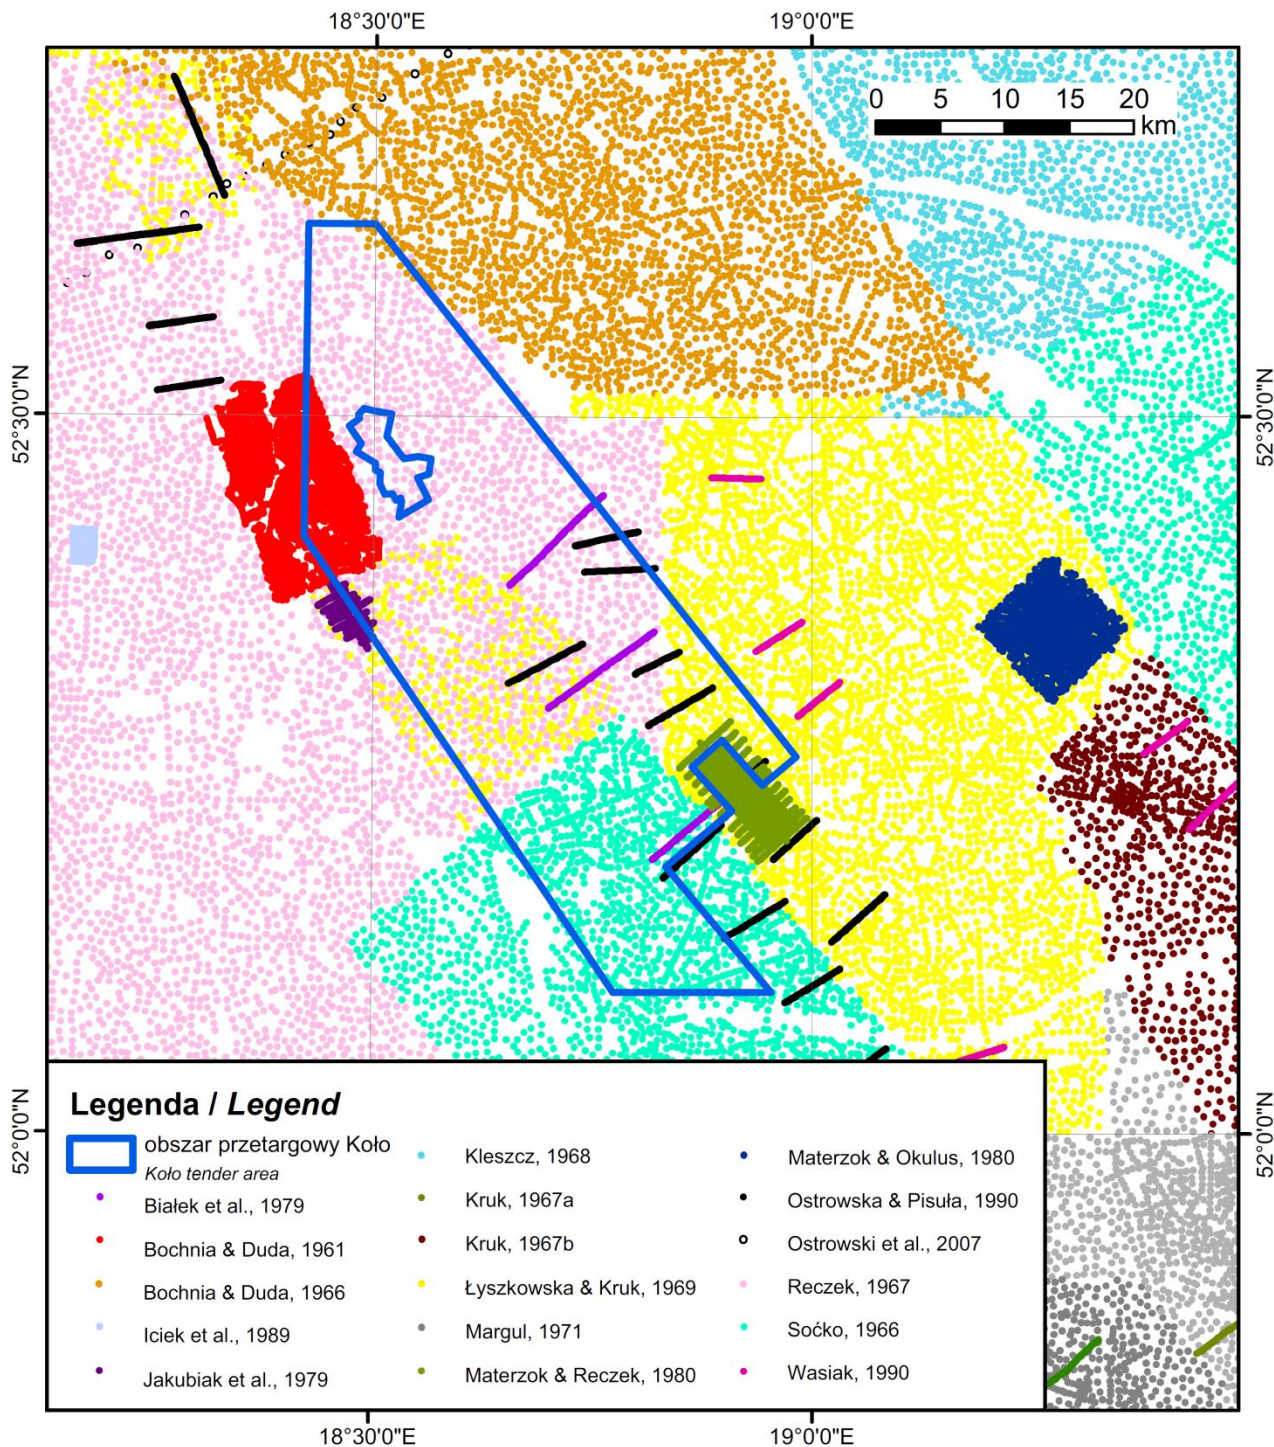 18°30'0"E
19°0'0"E
0 5 10 15 20
km
52°30'0"N
52°30'0"N
52°0'0"N
52°0'0"N
Legenda / Legend
obszar przetargowy Koło
Koło tender area
Białek et al., 1979
Bochnia & Duda, 1961
Bochnia & Duda, 1966
Iciek et al., 1989
Jakubiak et al., 1979
Kleszcz, 1968
Kruk, 1967a
Kruk, 1967b
Łyszkowska & Kruk, 1969
Margul, 1971
Materzok & Reczek, 1980
Materzok & Okulus, 1980
Ostrowska & Pisuła, 1990
Ostrowski et al., 2007
Reczek, 1967
Soćko, 1966
Wasiak, 1990
18°30'0"E
19°0'0"E